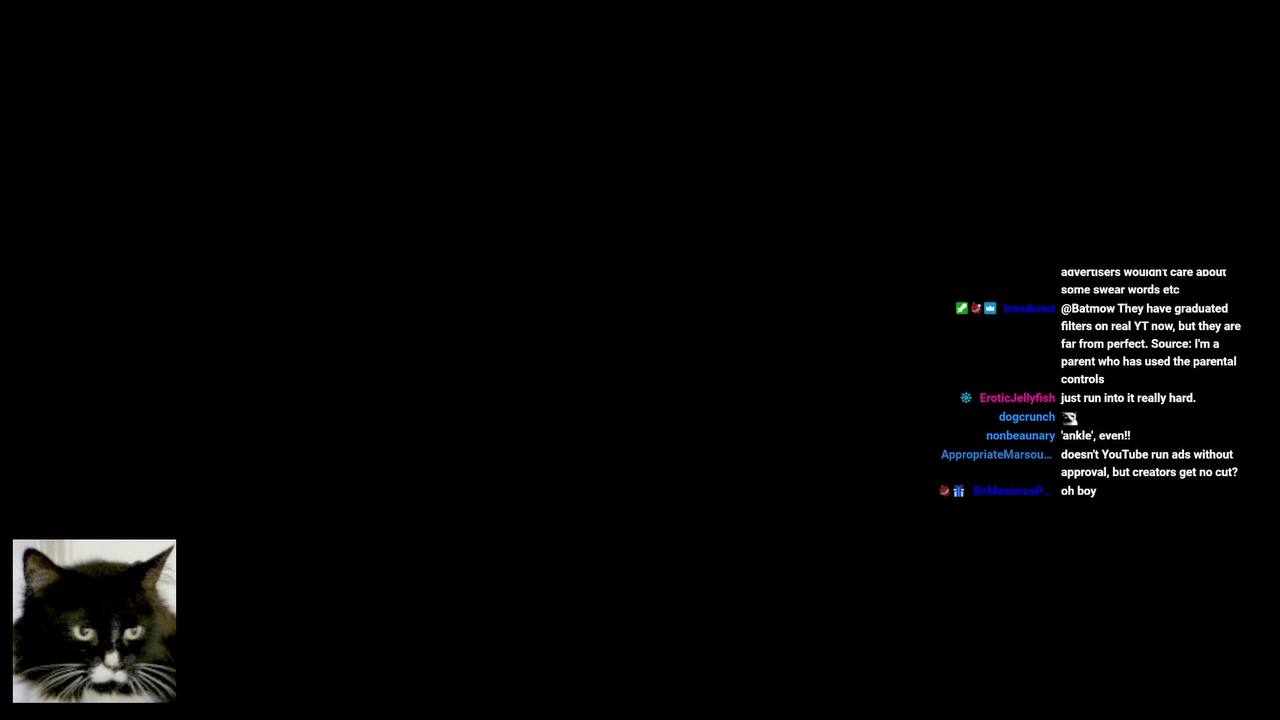 advertisers wouldn't care about
some swear words etc
Irondonut @Batmow They have graduated
filters on real YT now, but they are
far from perfect. Source: I'm a
parent who has used the parental
controls
EroticJellyfish just run into it really hard.
dogcrunch
nonbeaunary 'ankle', even!!
AppropriateMarsou... doesn't YouTube run ads without
approval, but creators get no cut?
SirMaximusP... oh boy